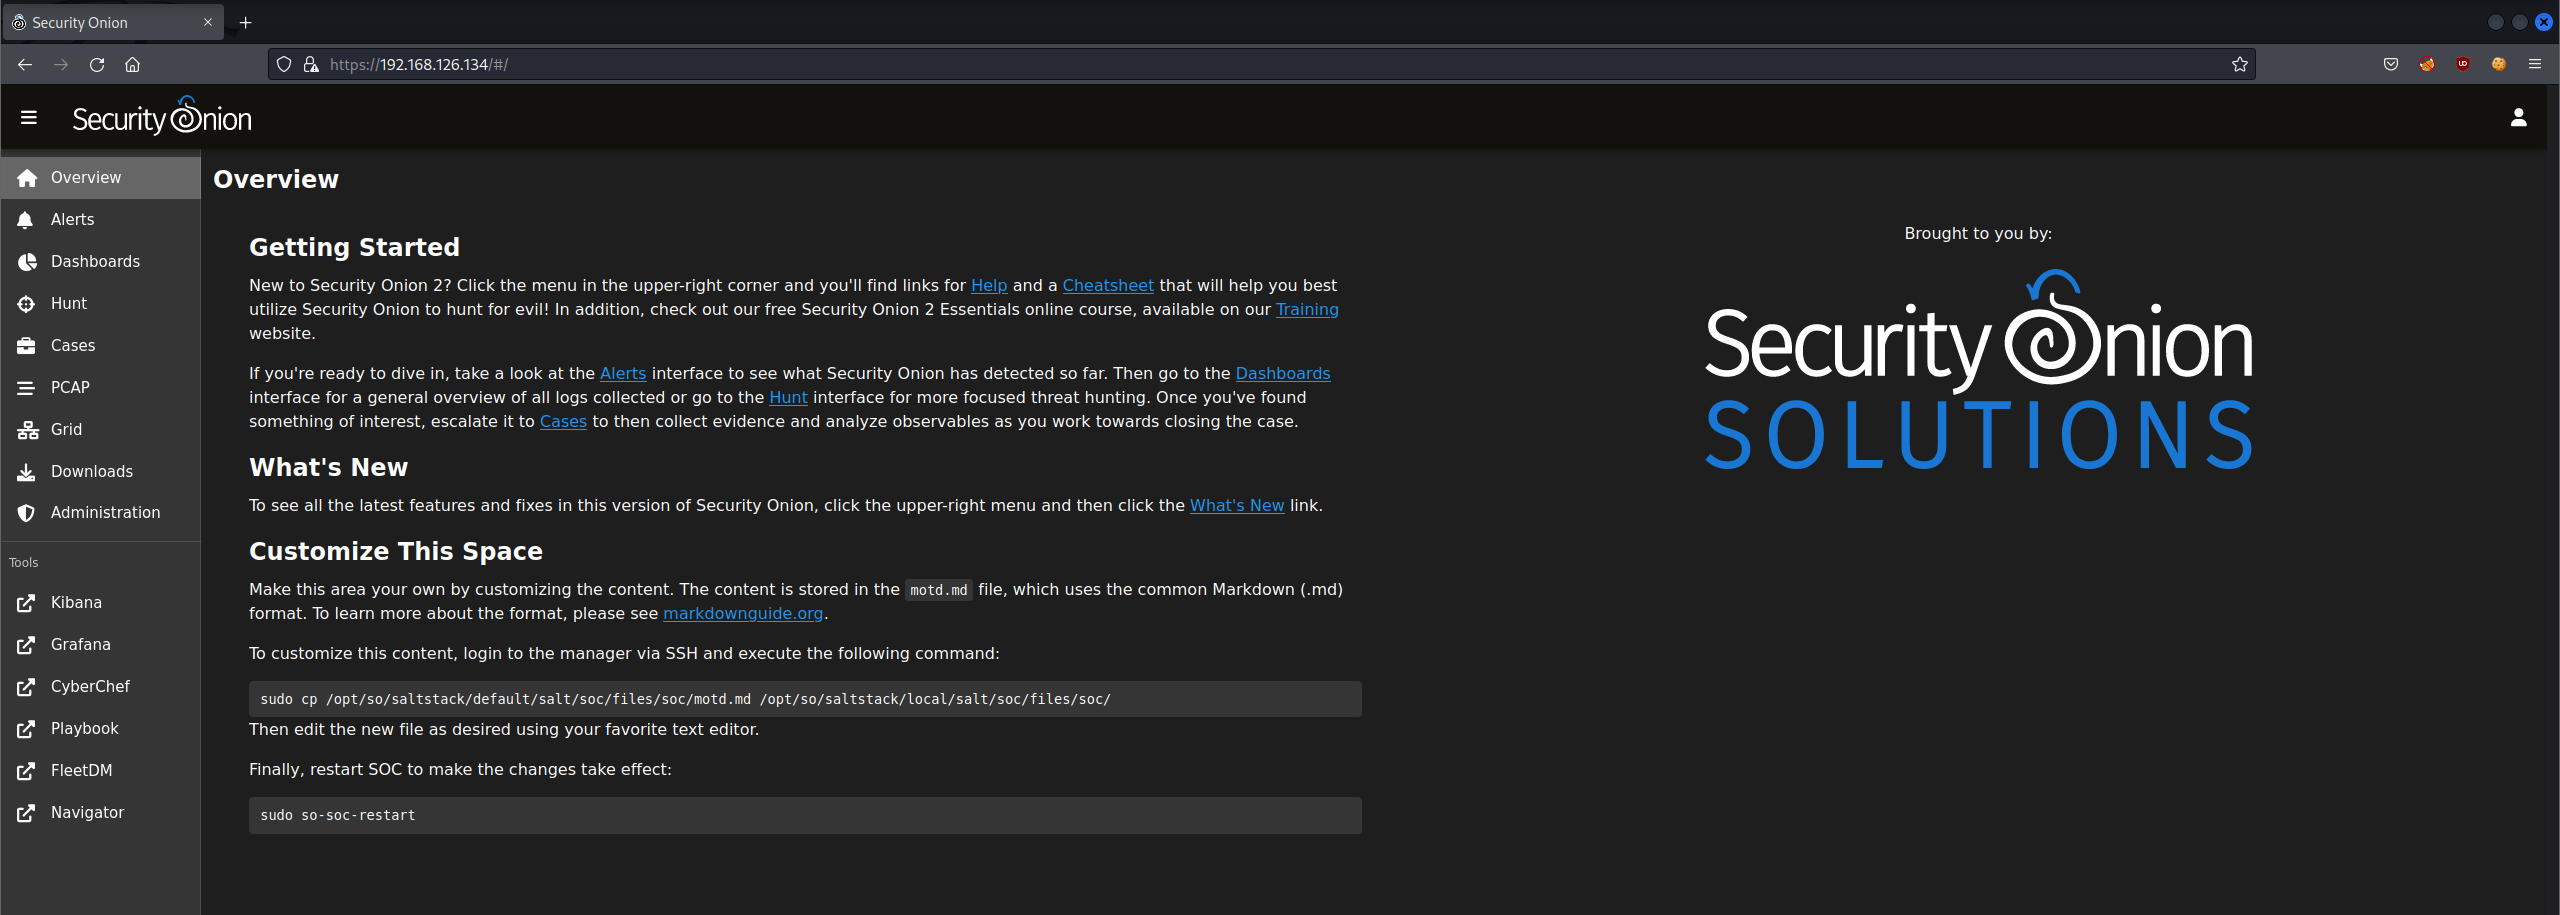 Security Onion
https://192.168.126.134/#/
Security Onion
Overview
Alerts
Dashboards
Hunt
Cases
PCAP
Grid
Downloads
Administration
Tools
Kibana
Grafana
CyberChef
Playbook
FleetDM
Navigator
Overview
Getting Started
New to Security Onion 2? Click the menu in the upper-right corner and you'll find links for Help and a Cheatsheet that will help you best
utilize Security Onion to hunt for evil! In addition, check out our free Security Onion 2 Essentials online course, available on our Training
website.
If you're ready to dive in, take a look at the Alerts interface to see what Security Onion has detected so far. Then go to the Dashboards
interface for a general overview of all logs collected or go to the Hunt interface for more focused threat hunting. Once you've found
something of interest, escalate it to Cases to then collect evidence and analyze observables as you work towards closing the case.
What's New
To see all the latest features and fixes in this version of Security Onion, click the upper-right menu and then click the What's New link.
Customize This Space
Make this area your own by customizing the content. The content is stored in the motd.md file, which uses the common Markdown (.md)
format. To learn more about the format, please see markdownguide.org.
To customize this content, login to the manager via SSH and execute the following command:
sudo cp /opt/so/saltstack/default/salt/soc/files/soc/motd.md /opt/so/saltstack/local/salt/soc/files/soc/
Then edit the new file as desired using your favorite text editor.
Finally, restart SOC to make the changes take effect:
sudo so-soc-restart
Brought to you by:
Security Onion
SOLUTIONS